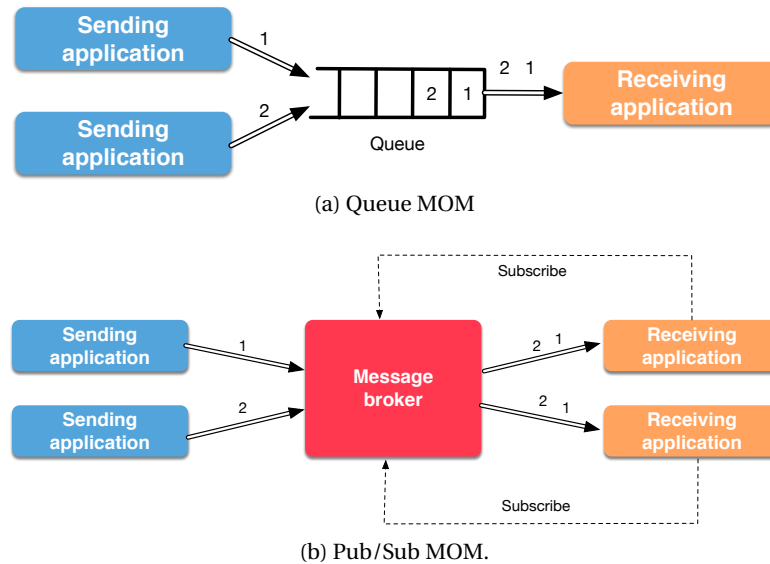 Sending
application
1
2
Sending
application
2 1
2 1
Queue
Receiving
application
(a) Queue MOM
Subscribe
Sending
application
1
Sending
application
2
Message
broker
2 1
Receiving
application
2 1
Receiving
application
Subscribe
(b) Pub/Sub MOM.